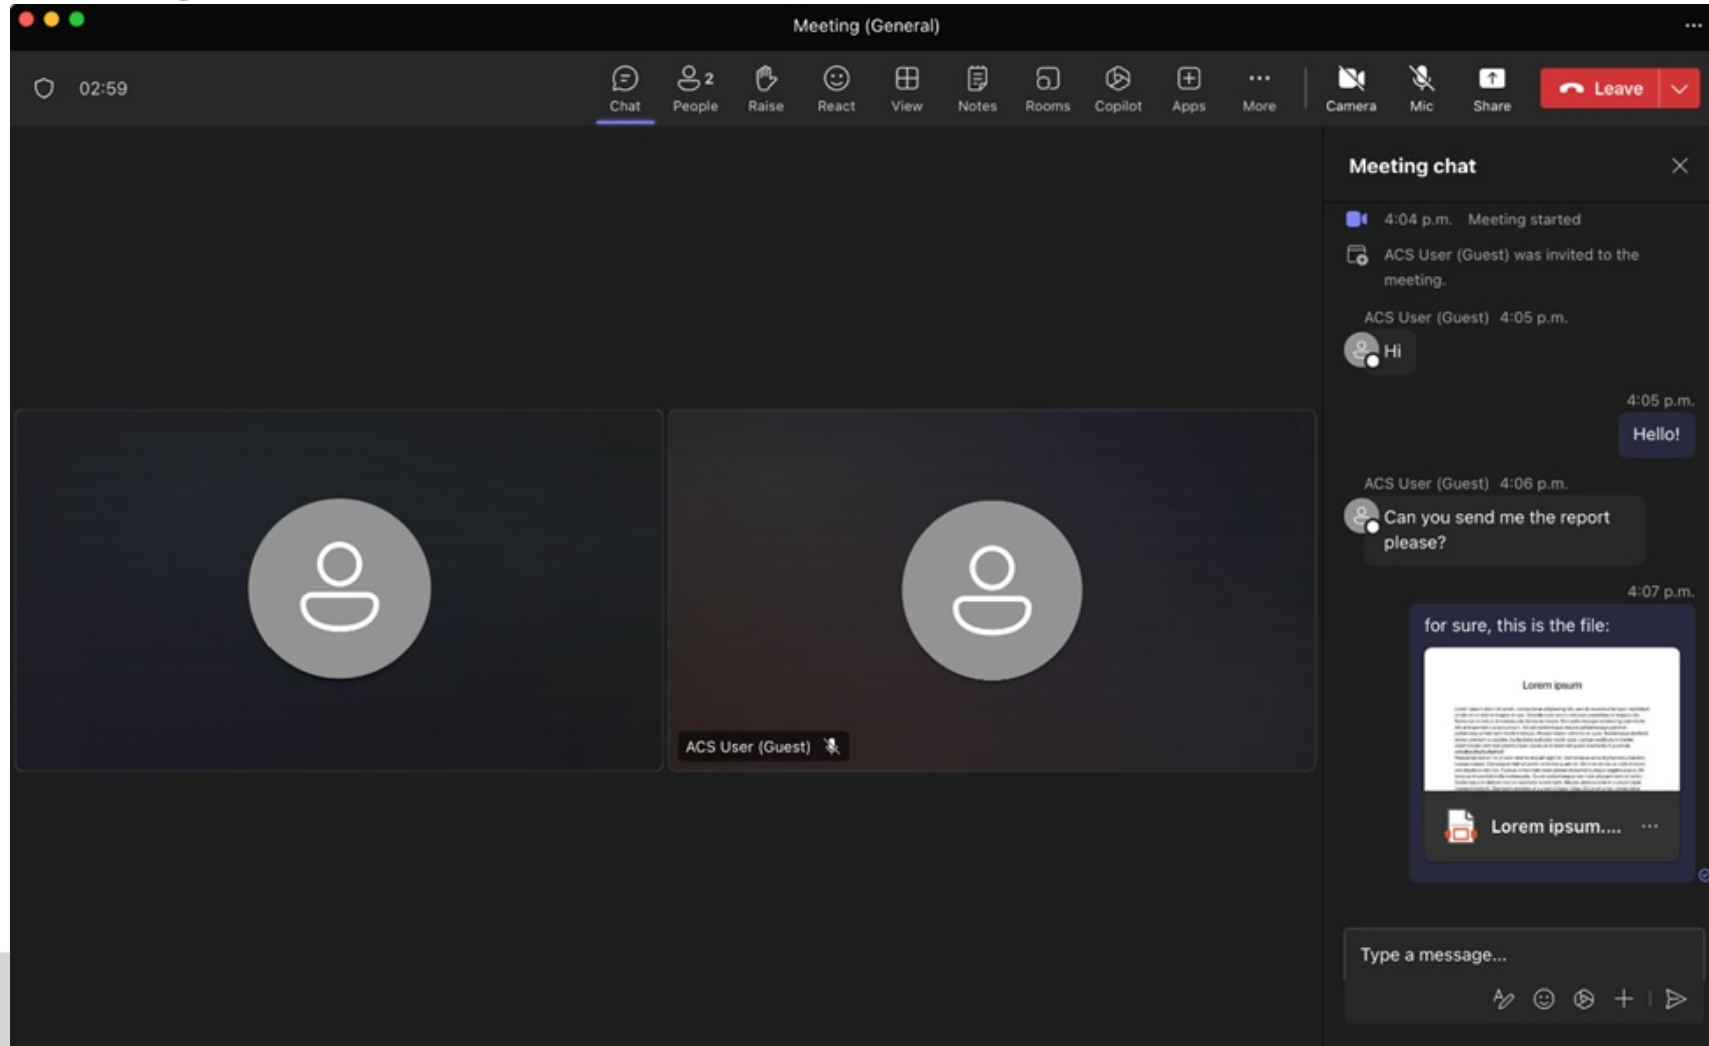 Meeting (General)
02:59
Chat
People 2
Raise
React
View
Notes
Rooms
Copilot
Apps
More
Camera
Mic
Share
Leave
Meeting chat
4:04 p.m. Meeting started
ACS User (Guest) was invited to the
meeting.
ACS User (Guest) 4:05 p.m.
Hi
4:05 p.m.
Hello!
ACS User (Guest) 4:06 p.m.
Can you send me the report
please?
4:07 p.m.
for sure, this is the file:
Lorem ipsum
Lorem ipsum....
ACS User (Guest)
Type a message...